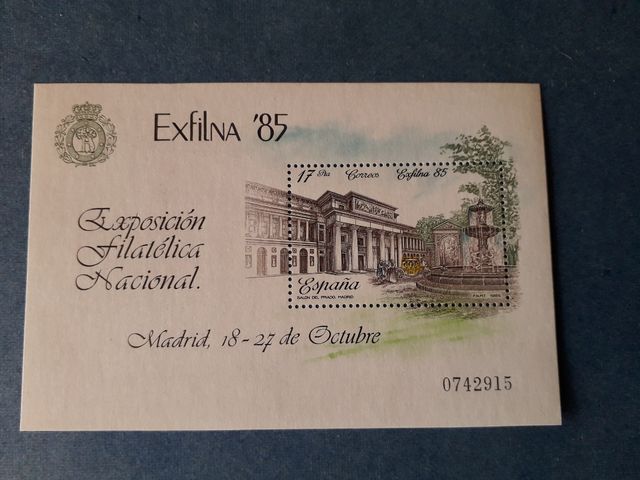 Exfilna '85
17 Pta Correos Exfilna 85
Exposición
Filatélica
Nacional.
España
SALON DEL PRADO. MADRID
F.N.M.T. 1985
Madrid, 18-27 de Octubre
0742915